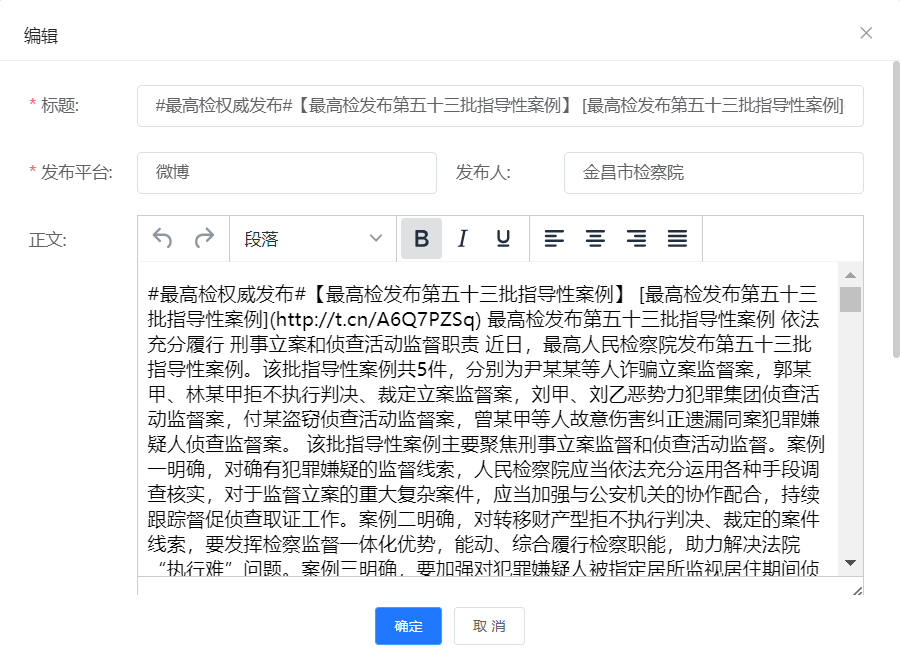 编辑
* 标题: #最高检权威发布#【最高检发布第五十三批指导性案例】 [最高检发布第五十三批指导性案例]
* 发布平台: 微博 发布人: 金昌市检察院
正文:
段落 B I U
#最高检权威发布#【最高检发布第五十三批指导性案例】 [最高检发布第五十三
批指导性案例](http://t.cn/A6Q7PZSq) 最高检发布第五十三批指导性案例 依法
充分履行 刑事立案和侦查活动监督职责 近日，最高人民检察院发布第五十三批
指导性案例。该批指导性案例共5件，分别为尹某某等人诈骗立案监督案，郭某
甲、林某甲拒不执行判决、裁定立案监督案，刘甲、刘乙恶势力犯罪集团侦查活
动监督案，付某盗窃侦查活动监督案，曾某甲等人故意伤害纠正遗漏同案犯罪嫌
疑人侦查监督案。 该批指导性案例主要聚焦刑事立案监督和侦查活动监督。案例
一明确，对确有犯罪嫌疑的监督线索，人民检察院应当依法充分运用各种手段调
查核实，对于监督立案的重大复杂案件，应当加强与公安机关的协作配合，持续
跟踪督促侦查取证工作。案例二明确，对转移财产型拒不执行判决、裁定的案件
线索，要发挥检察监督一体化优势，能动、综合履行检察职能，助力解决法院
“执行难”问题。案例三明确，要加强对犯罪嫌疑人被指定居所监视居住期间侦
确定 取消